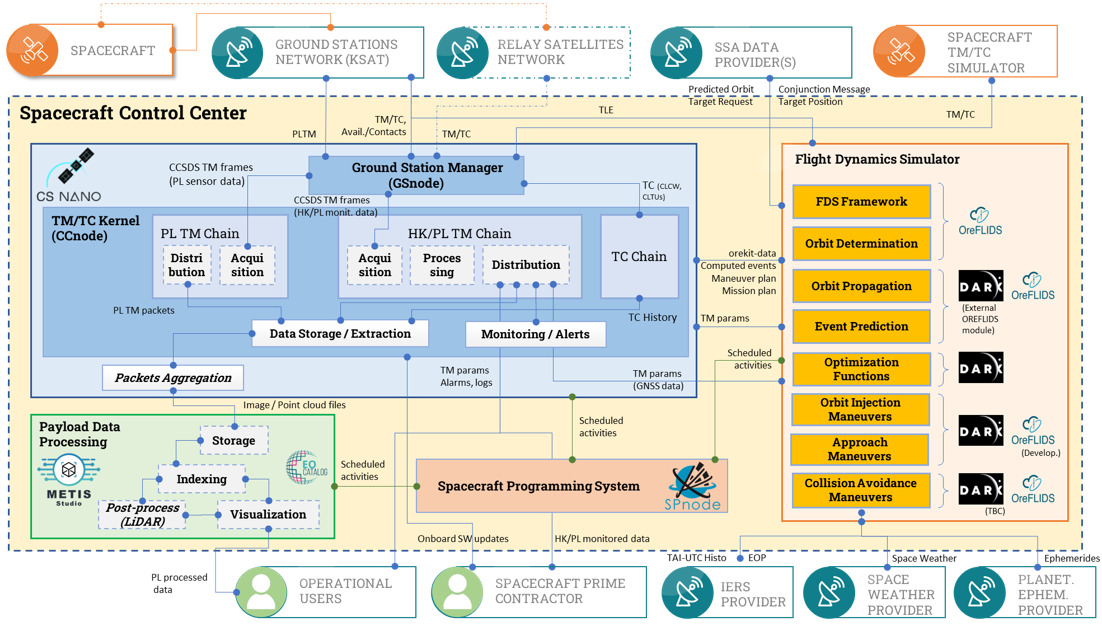 SPACECRAFT
GROUND STATIONS
NETWORK (KSAT)
RELAY SATELLITES
NETWORK
SSA DATA
PROVIDER(S)
SPACECRAFT
TM/TC
SIMULATOR
Predicted Orbit
Target Request
Conjunction Message
Target Position
Spacecraft Control Center
PLTM
TM/TC,
Avail./Contacts
TM/TC
TLE
TM/TC
CS NANO
CCSDS TM frames
(PL sensor data)
Ground Station Manager
(GSnode)
CCSDS TM frames
(HK/PL monit. data)
TC (CLCW,
CLTUs)
TM/TC Kernel
(CCnode)
PL TM Chain
Distri
bution
Acqui
sition
HK/PL TM Chain
Acqui
sition
Proces
sing
Distribution
TC Chain
PL TM packets
TC History
Data Storage / Extraction
Monitoring / Alerts
Packets Aggregation
TM params
Alarms, logs
TM params
(GNSS data)
orekit-data
Computed events
Maneuver plan
Mission plan
TM params
Scheduled
activities
Flight Dynamics Simulator
FDS Framework
Orbit Determination
OreFLIDS
Orbit Propagation
Event Prediction
DARK
(External
OREFLIDS
module)
OreFLIDS
Optimization
Functions
DARK
Orbit Injection
Maneuvers
Approach
Maneuvers
DARK
OreFLIDS
(Develop.)
Collision Avoidance
Maneuvers
DARK
(TBC)
OreFLIDS
Image / Point cloud files
Payload Data
Processing
METIS
Studio
Storage
Indexing
Post-process
(LiDAR)
Visualization
EO
CATALOG
Scheduled
activities
Scheduled
activities
Spacecraft Programming System
SPnode
Onboard SW updates
HK/PL monitored data
TAI-UTC Histo
EOP
Space Weather
Ephemerides
PL processed
data
OPERATIONAL
USERS
SPACECRAFT PRIME
CONTRACTOR
IERS
PROVIDER
SPACE
WEATHER
PROVIDER
PLANET.
EPHEM.
PROVIDER